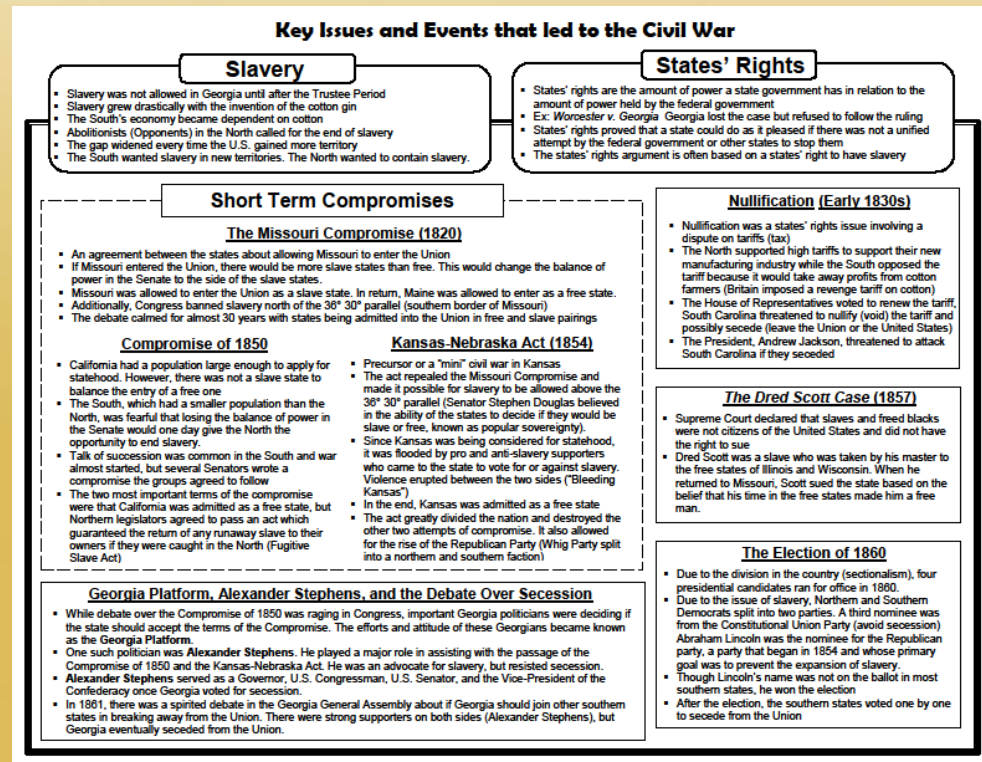 Key Issues and Events that led to the Civil War
Slavery
▪ Slavery was not allowed in Georgia until after the Trustee Period
▪ Slavery grew drastically with the invention of the cotton gin
▪ The South's economy became dependent on cotton
▪ Abolitionists (Opponents) in the North called for the end of slavery
▪ The gap widened every time the U.S. gained more territory
▪ The South wanted slavery in new territories. The North wanted to contain slavery.
States' Rights
▪ States' rights are the amount of power a state government has in relation to the
amount of power held by the federal government
▪ Ex: Worcester v. Georgia Georgia lost the case but refused to follow the ruling
▪ States' rights proved that a state could do as it pleased if there was not a unified
attempt by the federal government or other states to stop them
▪ The states' rights argument is often based on a states' right to have slavery
Short Term Compromises
The Missouri Compromise (1820)
▪ An agreement between the states about allowing Missouri to enter the Union
▪ If Missouri entered the Union, there would be more slave states than free. This would change the balance of
power in the Senate to the side of the slave states.
▪ Missouri was allowed to enter the Union as a slave state. In return, Maine was allowed to enter as a free state.
▪ Additionally, Congress banned slavery north of the 36° 30° parallel (southern border of Missouri)
▪ The debate calmed for almost 30 years with states being admitted into the Union in free and slave pairings
Compromise of 1850
▪ California had a population large enough to apply for
statehood. However, there was not a slave state to
balance the entry of a free one
▪ The South, which had a smaller population than the
North, was fearful that losing the balance of power in
the Senate would one day give the North the
opportunity to end slavery.
▪ Talk of succession was common in the South and war
almost started, but several Senators wrote a
compromise the groups agreed to follow
▪ The two most important terms of the compromise
were that California was admitted as a free state, but
Northern legislators agreed to pass an act which
guaranteed the return of any runaway slave to their
owners if they were caught in the North (Fugitive
Slave Act)
Kansas-Nebraska Act (1854)
▪ Precursor or a "mini" civil war in Kansas
▪ The act repealed the Missouri Compromise and
made it possible for slavery to be allowed above the
36° 30° parallel (Senator Stephen Douglas believed
in the ability of the states to decide if they would be
slave or free, known as popular sovereignty).
▪ Since Kansas was being considered for statehood,
it was flooded by pro and anti-slavery supporters
who came to the state to vote for or against slavery.
Violence erupted between the two sides ("Bleeding
Kansas")
▪ In the end, Kansas was admitted as a free state
▪ The act greatly divided the nation and destroyed the
other two attempts of compromise. It also allowed
for the rise of the Republican Party (Whig Party split
into a northern and southern faction)
Nullification (Early 1830s)
▪ Nullification was a states' rights issue involving a
dispute on tariffs (tax)
▪ The North supported high tariffs to support their new
manufacturing industry while the South opposed the
tariff because it would take away profits from cotton
farmers (Britain imposed a revenge tariff on cotton)
▪ The House of Representatives voted to renew the tariff,
South Carolina threatened to nullify (void) the tariff and
possibly secede (leave the Union or the United States)
▪ The President, Andrew Jackson, threatened to attack
South Carolina if they seceded
The Dred Scott Case (1857)
▪ Supreme Court declared that slaves and freed blacks
were not citizens of the United States and did not have
the right to sue
▪ Dred Scott was a slave who was taken by his master to
the free states of Illinois and Wisconsin. When he
returned to Missouri, Scott sued the state based on the
belief that his time in the free states made him a free
man.
Georgia Platform, Alexander Stephens, and the Debate Over Secession
▪ While debate over the Compromise of 1850 was raging in Congress, important Georgia politicians were deciding if
the state should accept the terms of the Compromise. The efforts and attitude of these Georgians became known
as the Georgia Platform.
▪ One such politician was Alexander Stephens. He played a major role in assisting with the passage of the
Compromise of 1850 and the Kansas-Nebraska Act. He was an advocate for slavery, but resisted secession.
▪ Alexander Stephens served as a Governor, U.S. Congressman, U.S. Senator, and the Vice-President of the
Confederacy once Georgia voted for secession.
▪ In 1861, there was a spirited debate in the Georgia General Assembly about if Georgia should join other southern
states in breaking away from the Union. There were strong supporters on both sides (Alexander Stephens), but
Georgia eventually seceded from the Union.
The Election of 1860
▪ Due to the division in the country (sectionalism), four
presidential candidates ran for office in 1860.
▪ Due to the issue of slavery, Northern and Southern
Democrats split into two parties. A third nominee was
from the Constitutional Union Party (avoid secession)
Abraham Lincoln was the nominee for the Republican
party, a party that began in 1854 and whose primary
goal was to prevent the expansion of slavery.
▪ Though Lincoln's name was not on the ballot in most
southern states, he won the election
▪ After the election, the southern states voted one by one
to secede from the Union